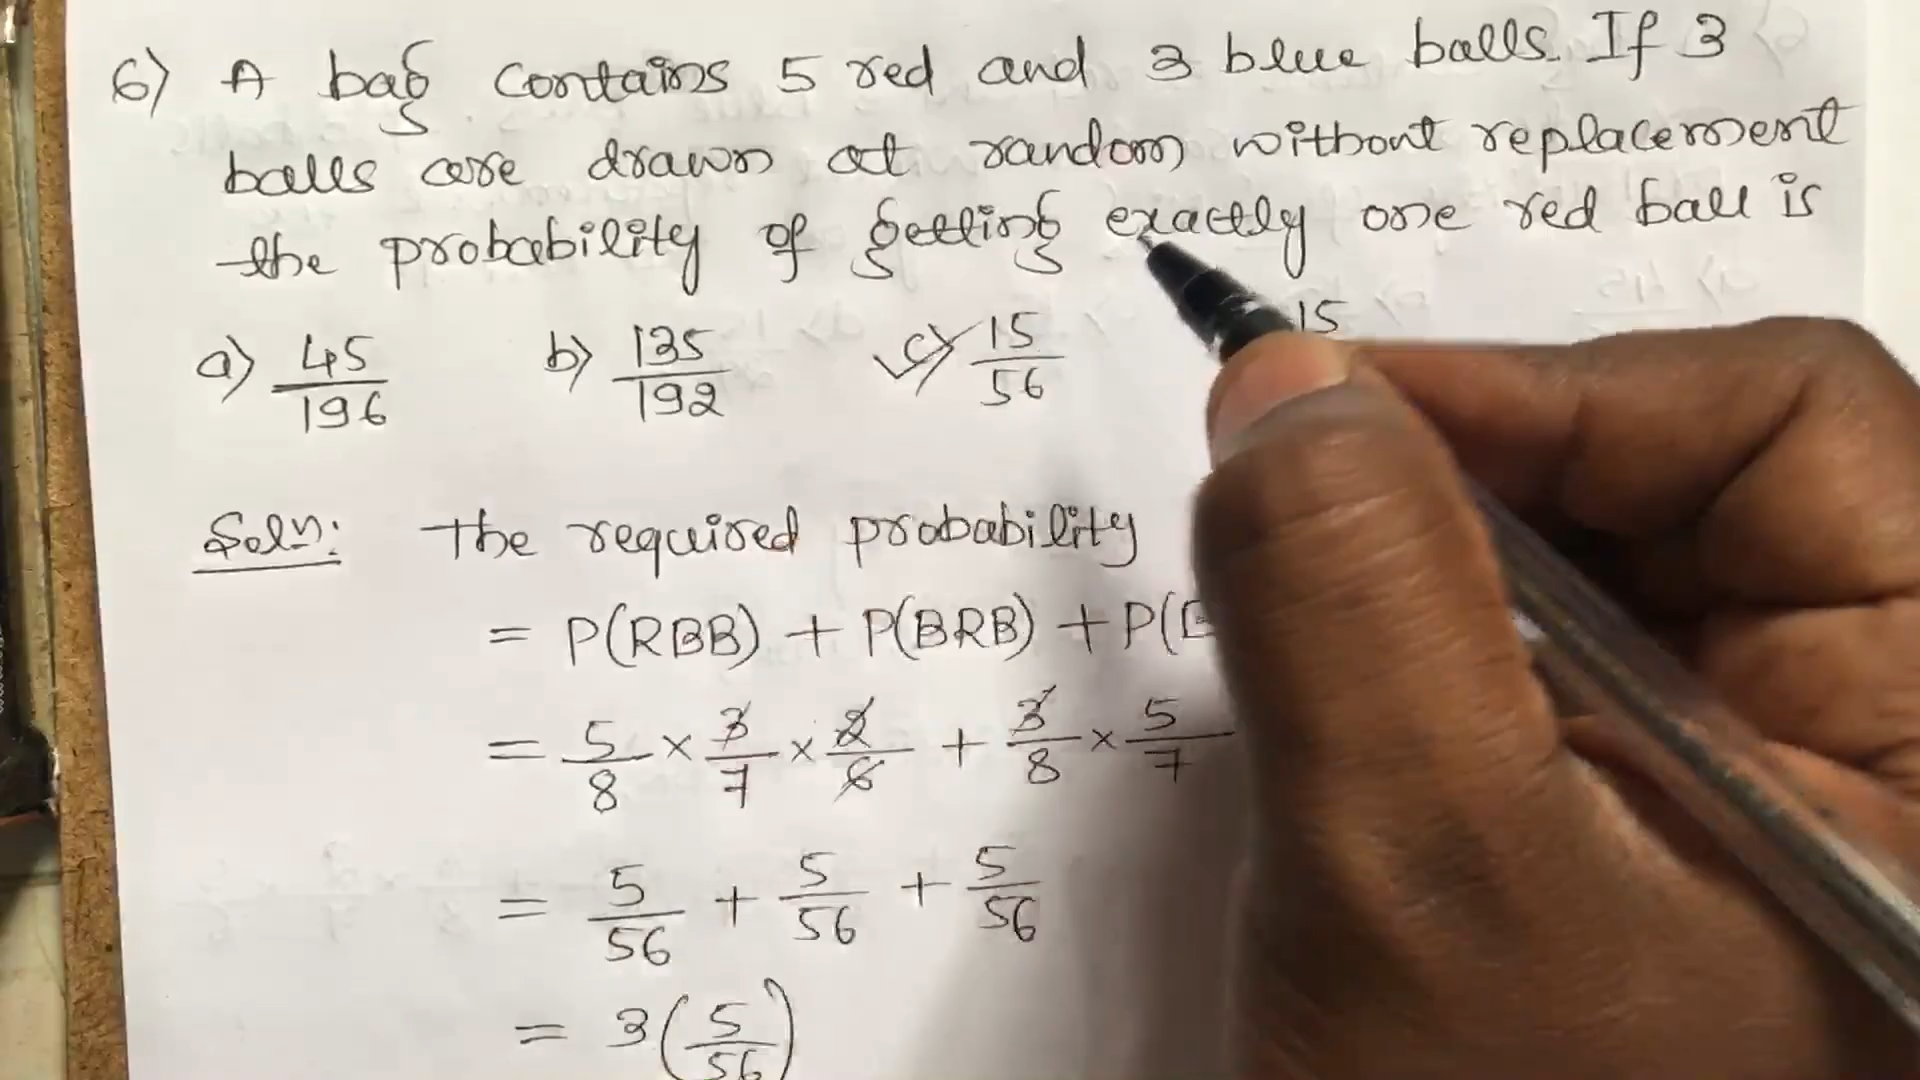 6) A bag contains 5 red and 3 blue balls. If 3
balls are drawn at random without replacement
the probability of getting exactly one red ball is
a) 45/196 b) 135/192 c) 15/56 15
Soln: The required probability
= P(RBB) + P(BRB) + P(
= 5/8 × 3/7 × 2/6 + 3/8 × 5/7
= 5/56 + 5/56 + 5/56
= 3(5/56)